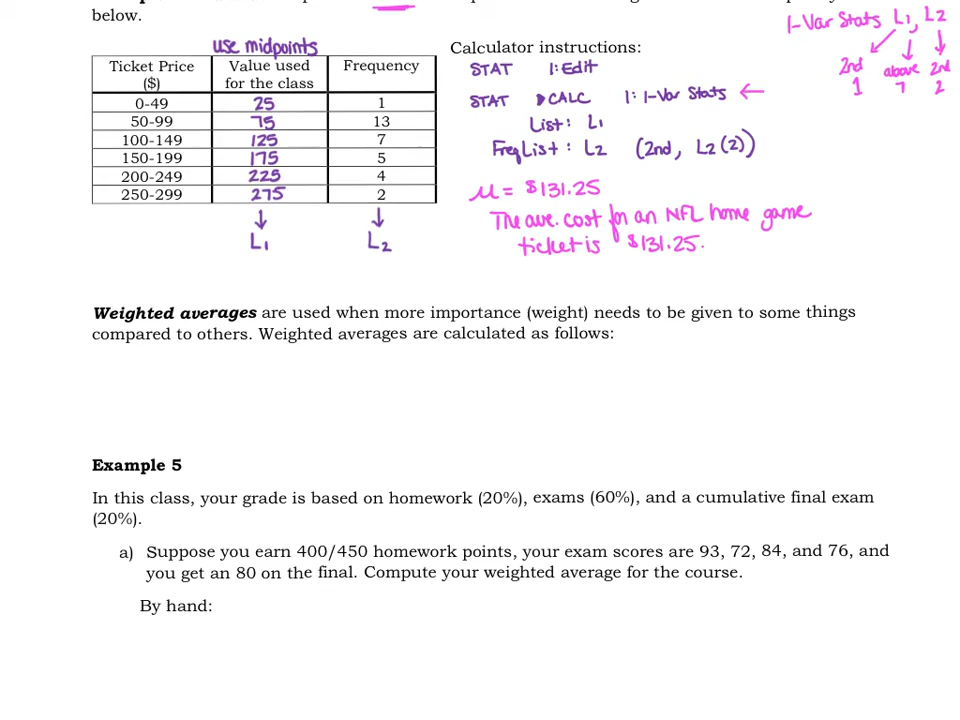 below.
1-Var Stats L1, L2
2nd above 2nd
1 7 2
use midpoints
Ticket Price ($) Value used for the class Frequency
0-49 25 1
50-99 75 13
100-149 125 7
150-199 175 5
200-249 225 4
250-299 275 2
L1 L2
Calculator instructions:
STAT 1:Edit
STAT ▶CALC 1: 1-Var Stats ←
List: L1
FreqList: L2 (2nd, L2(2))
μ = $131.25
The ave. cost for an NFL home game
ticket is $131.25.
Weighted averages are used when more importance (weight) needs to be given to some things
compared to others. Weighted averages are calculated as follows:
Example 5
In this class, your grade is based on homework (20%), exams (60%), and a cumulative final exam
(20%).
a) Suppose you earn 400/450 homework points, your exam scores are 93, 72, 84, and 76, and
you get an 80 on the final. Compute your weighted average for the course.
By hand: